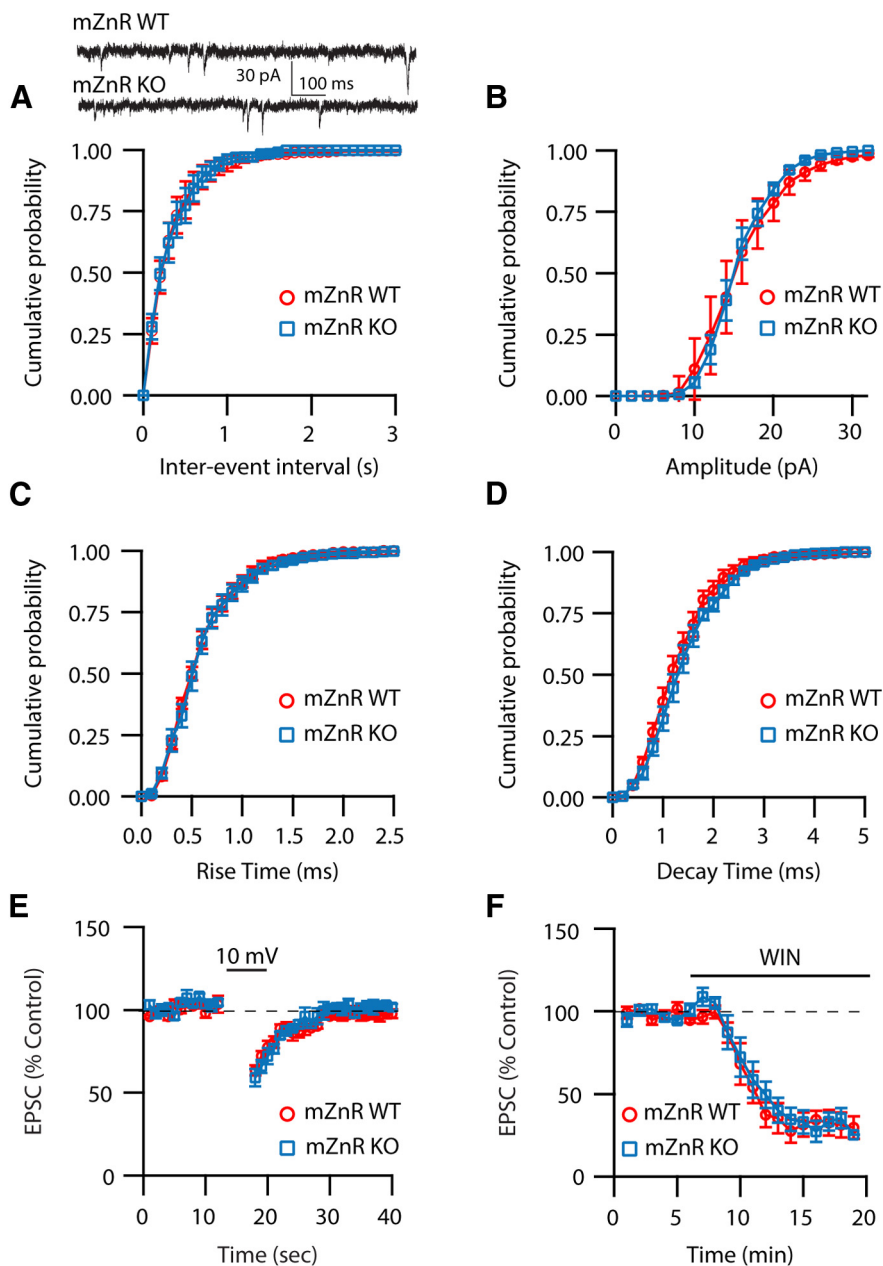 mZnR WT
30 pA
100 ms
mZnR KO
A
Cumulative probability
1.00
0.75
0.50
0.25
0.00
mZnR WT
mZnR KO
0 1 2 3
Inter-event interval (s)
B
Cumulative probability
1.00
0.75
0.50
0.25
0.00
mZnR WT
mZnR KO
0 10 20 30
Amplitude (pA)
C
Cumulative probability
1.00
0.75
0.50
0.25
0.00
mZnR WT
mZnR KO
0.0 0.5 1.0 1.5 2.0 2.5
Rise Time (ms)
D
Cumulative probability
1.00
0.75
0.50
0.25
0.00
mZnR WT
mZnR KO
0 1 2 3 4 5
Decay Time (ms)
E
EPSC (% Control)
150
100
50
0
10 mV
mZnR WT
mZnR KO
0 10 20 30 40
Time (sec)
F
EPSC (% Control)
150
100
50
0
WIN
mZnR WT
mZnR KO
0 5 10 15 20
Time (min)